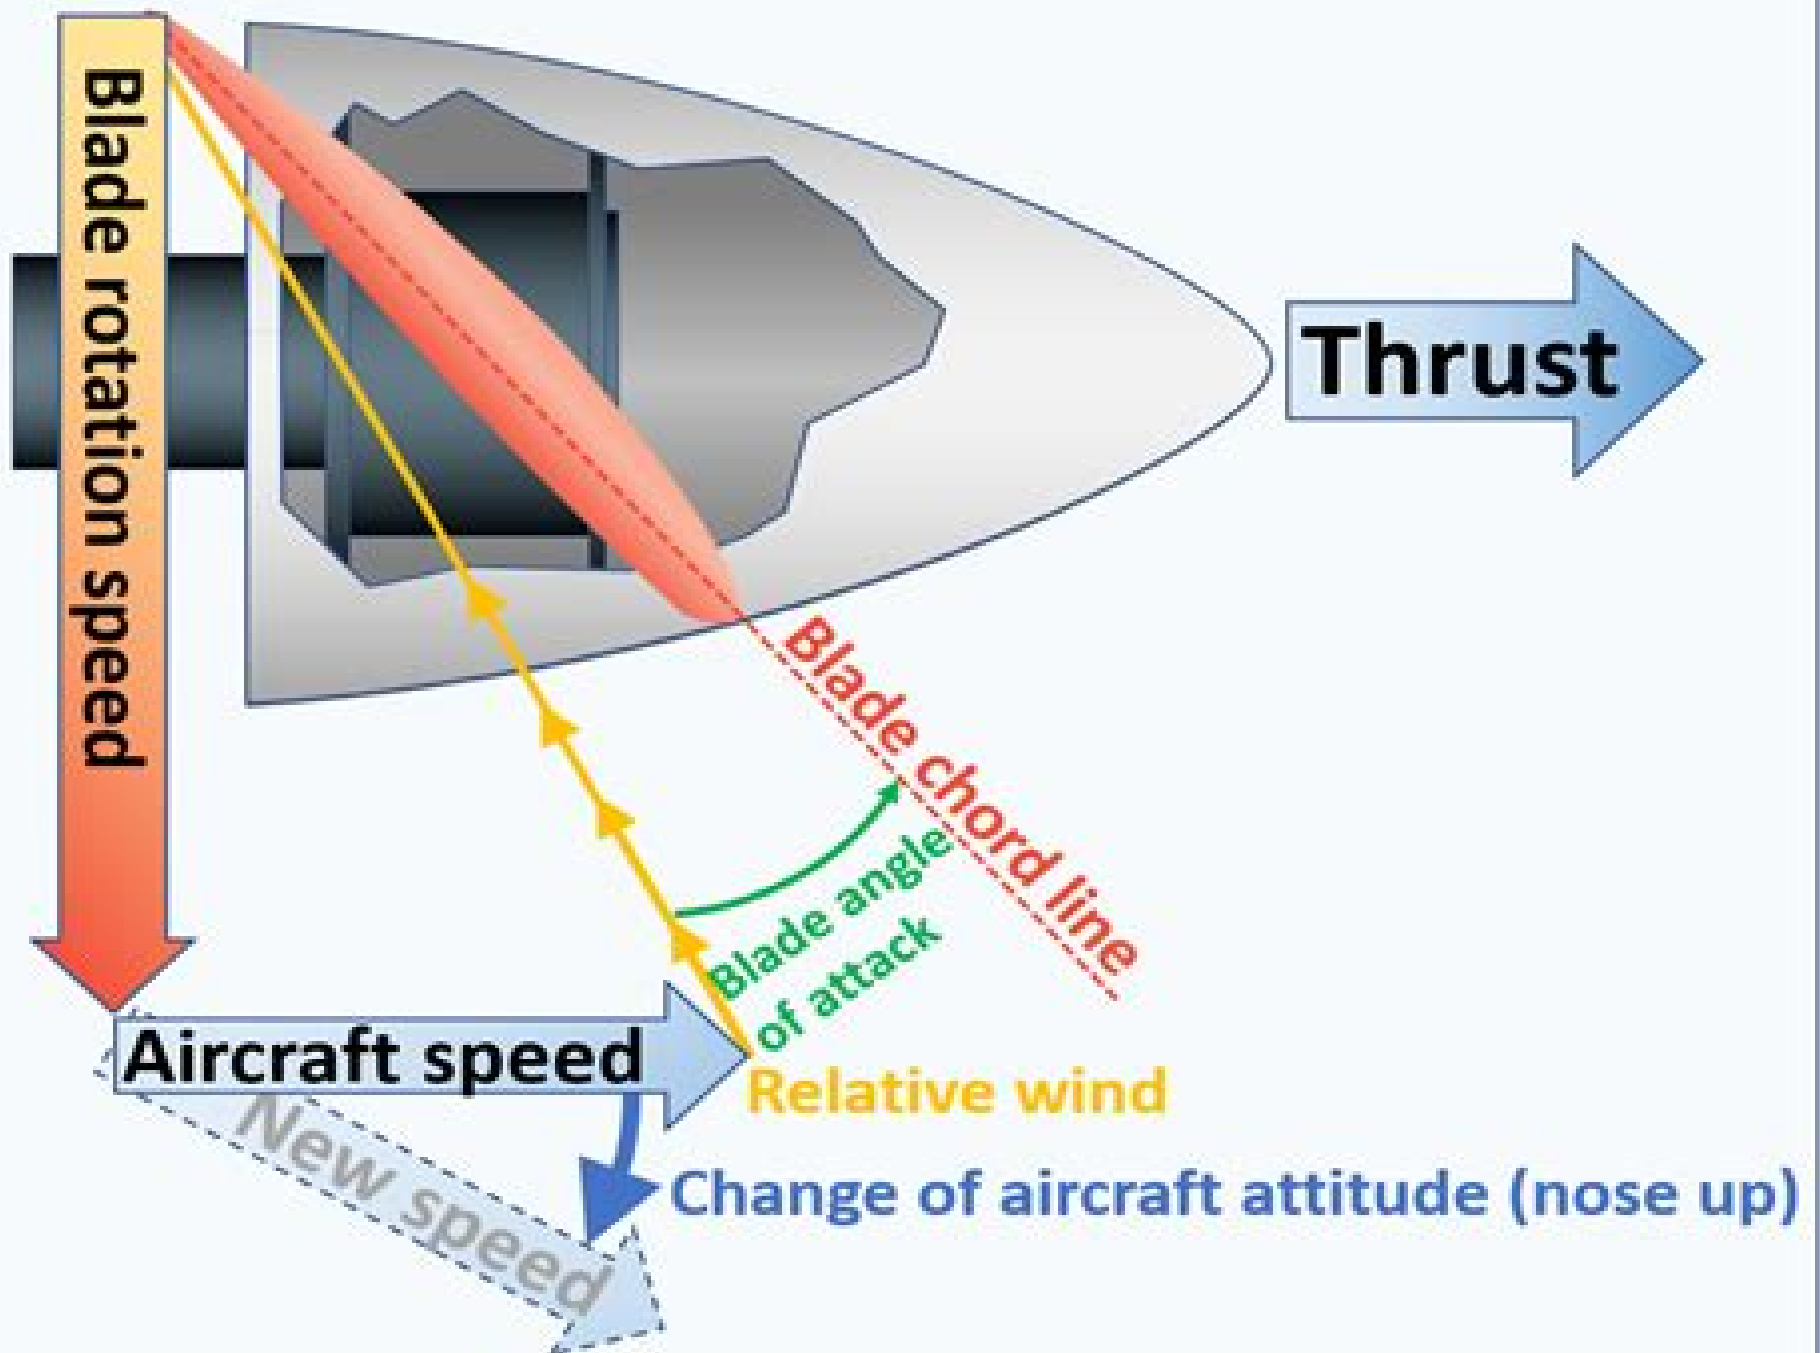 Blade rotation speed
Thrust
Blade chord line
Blade angle
of attack
Aircraft speed
Relative wind
New speed
Change of aircraft attitude (nose up)